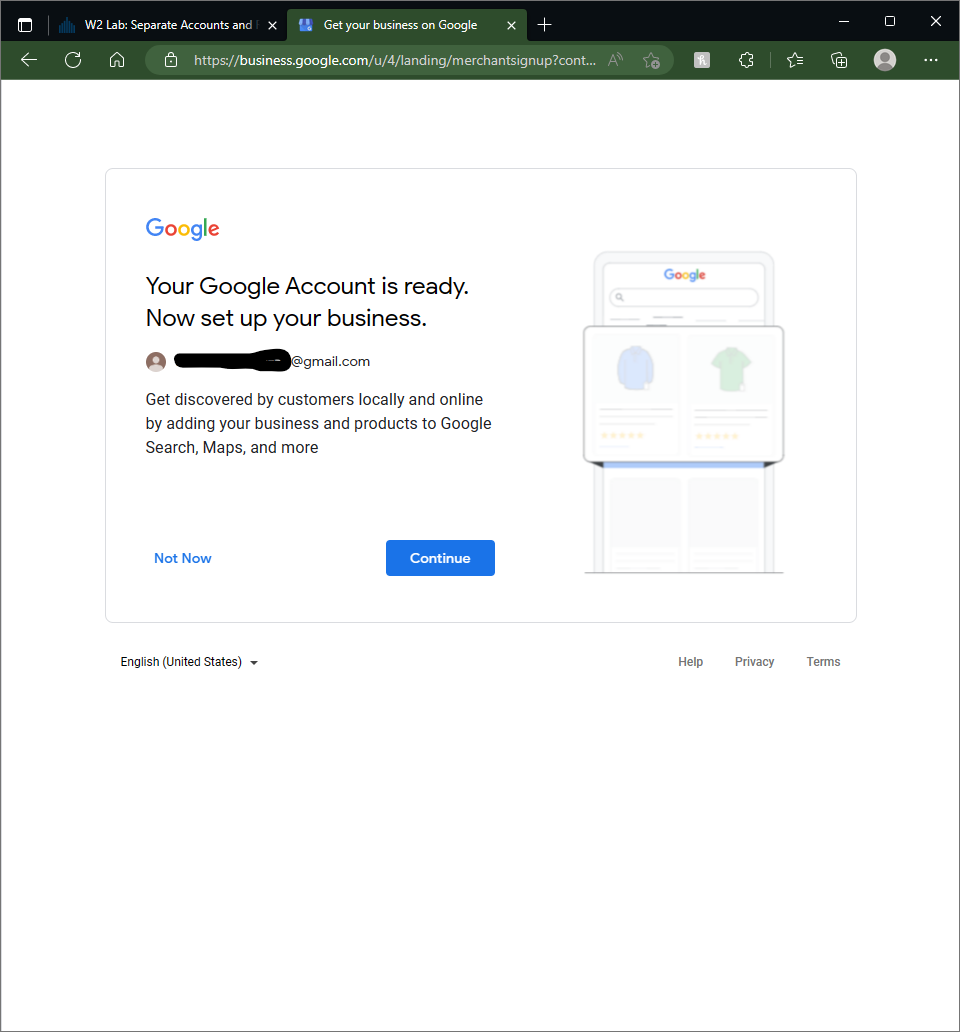 W2 Lab: Separate Accounts and
Get your business on Google
https://business.google.com/u/4/landing/merchantsignup?cont...
Google
Your Google Account is ready.
Now set up your business.
@gmail.com
Get discovered by customers locally and online
by adding your business and products to Google
Search, Maps, and more
Not Now
Continue
Google
English (United States)
Help
Privacy
Terms